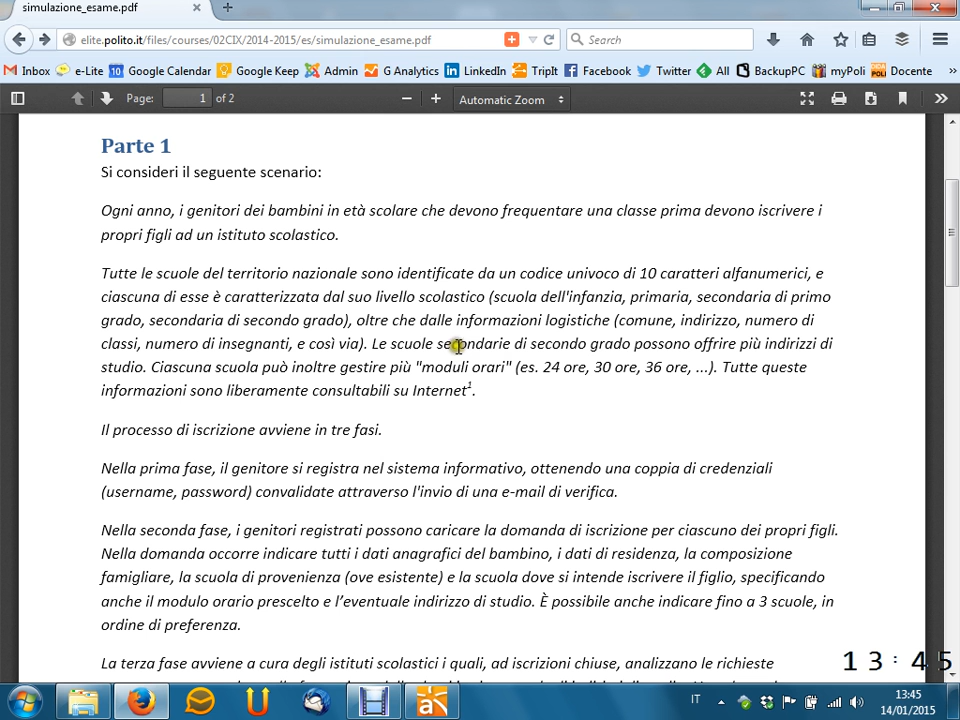 simulazione_esame.pdf
elite.polito.it/files/courses/02CIX/2014-2015/es/simulazione_esame.pdf
Search
Inbox e-Lite Google Calendar Google Keep Admin G Analytics LinkedIn TripIt Facebook Twitter All BackupPC myPoli Docente »
Page: 1 of 2
Automatic Zoom
Parte 1
Si consideri il seguente scenario:
Ogni anno, i genitori dei bambini in età scolare che devono frequentare una classe prima devono iscrivere i
propri figli ad un istituto scolastico.
Tutte le scuole del territorio nazionale sono identificate da un codice univoco di 10 caratteri alfanumerici, e
ciascuna di esse è caratterizzata dal suo livello scolastico (scuola dell'infanzia, primaria, secondaria di primo
grado, secondaria di secondo grado), oltre che dalle informazioni logistiche (comune, indirizzo, numero di
classi, numero di insegnanti, e così via). Le scuole secondarie di secondo grado possono offrire più indirizzi di
studio. Ciascuna scuola può inoltre gestire più "moduli orari" (es. 24 ore, 30 ore, 36 ore, ...). Tutte queste
informazioni sono liberamente consultabili su Internet1.
Il processo di iscrizione avviene in tre fasi.
Nella prima fase, il genitore si registra nel sistema informativo, ottenendo una coppia di credenziali
(username, password) convalidate attraverso l'invio di una e-mail di verifica.
Nella seconda fase, i genitori registrati possono caricare la domanda di iscrizione per ciascuno dei propri figli.
Nella domanda occorre indicare tutti i dati anagrafici del bambino, i dati di residenza, la composizione
famigliare, la scuola di provenienza (ove esistente) e la scuola dove si intende iscrivere il figlio, specificando
anche il modulo orario prescelto e l'eventuale indirizzo di studio. È possibile anche indicare fino a 3 scuole, in
ordine di preferenza.
La terza fase avviene a cura degli istituti scolastici i quali, ad iscrizioni chiuse, analizzano le richieste
13:45
IT
13:45
14/01/2015